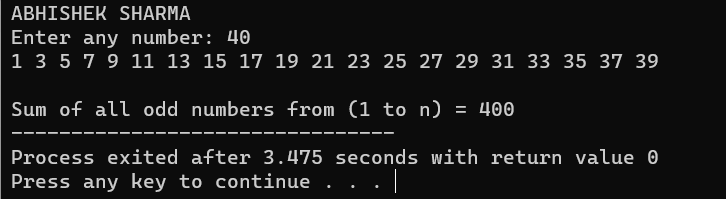 ABHISHEK SHARMA
Enter any number: 40
1 3 5 7 9 11 13 15 17 19 21 23 25 27 29 31 33 35 37 39
Sum of all odd numbers from (1 to n) = 400
--------------------------------
Process exited after 3.475 seconds with return value 0
Press any key to continue . . .